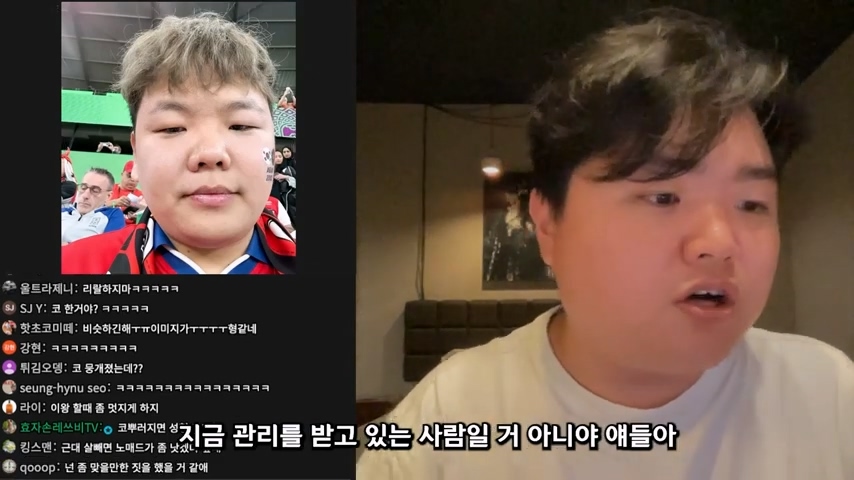 울트라제니: 리랄하지마ㅋㅋㅋㅋㅋ
SJ Y: 코 한거야? ㅋㅋㅋㅋㅋ
핫초코미떼: 비슷하긴해ㅜㅠ이미지가ㅜㅜㅜㅜ형같네
강현: ㅋㅋㅋㅋㅋㅋㅋㅋㅋ
튀김오뎅: 코 뭉개졌는데??
seung-hynu seo: ㅋㅋㅋㅋㅋㅋㅋㅋㅋㅋㅋㅋㅋㅋㅋㅋ
라이: 이왕 할때 좀 멋지게 하지
효자손레쓰비TV: 코뿌러지면
킹스맨: 근대 살빼면 노매드가 좀
qooop: 넌 좀 맞을만한 짓을 했을 거 같애
지금 관리를 받고 있는 사람일 거 아니야 얘들아